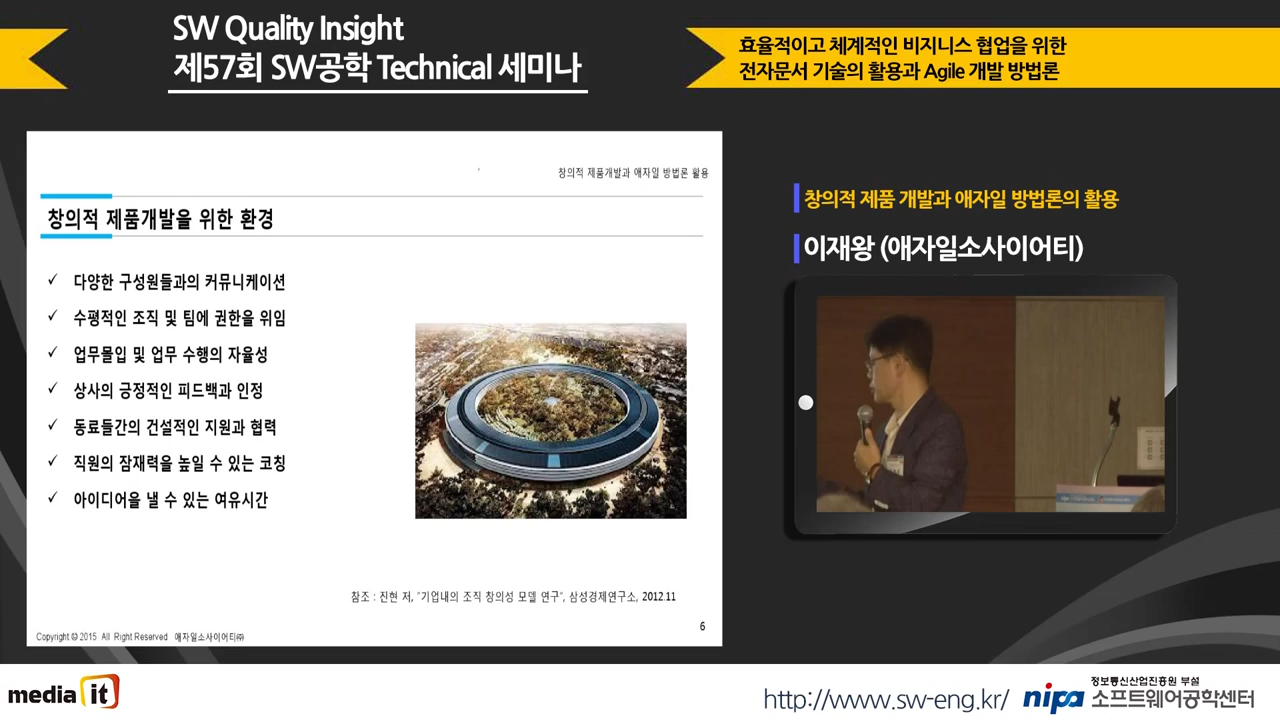 SW Quality Insight
제57회 SW공학 Technical 세미나
효율적이고 체계적인 비지니스 협업을 위한
전자문서 기술의 활용과 Agile 개발 방법론
창의적 제품개발과 애자일 방법론 활용
창의적 제품개발을 위한 환경
✓ 다양한 구성원들과의 커뮤니케이션
✓ 수평적인 조직 및 팀에 권한을 위임
✓ 업무몰입 및 업무 수행의 자율성
✓ 상사의 긍정적인 피드백과 인정
✓ 동료들간의 건설적인 지원과 협력
✓ 직원의 잠재력을 높일 수 있는 코칭
✓ 아이디어을 낼 수 있는 여유시간
참조 : 진현 저, "기업내의 조직 창의성 모델 연구", 삼성경제연구소, 2012.11
6
Copyright © 2015 All Right Reserved 애자일소사이어티㈜
창의적 제품 개발과 애자일 방법론의 활용
이재왕 (애자일소사이어티)
nipa
media it
http://www.sw-eng.kr/
nipa
정보통신산업진흥원 부설
소프트웨어공학센터